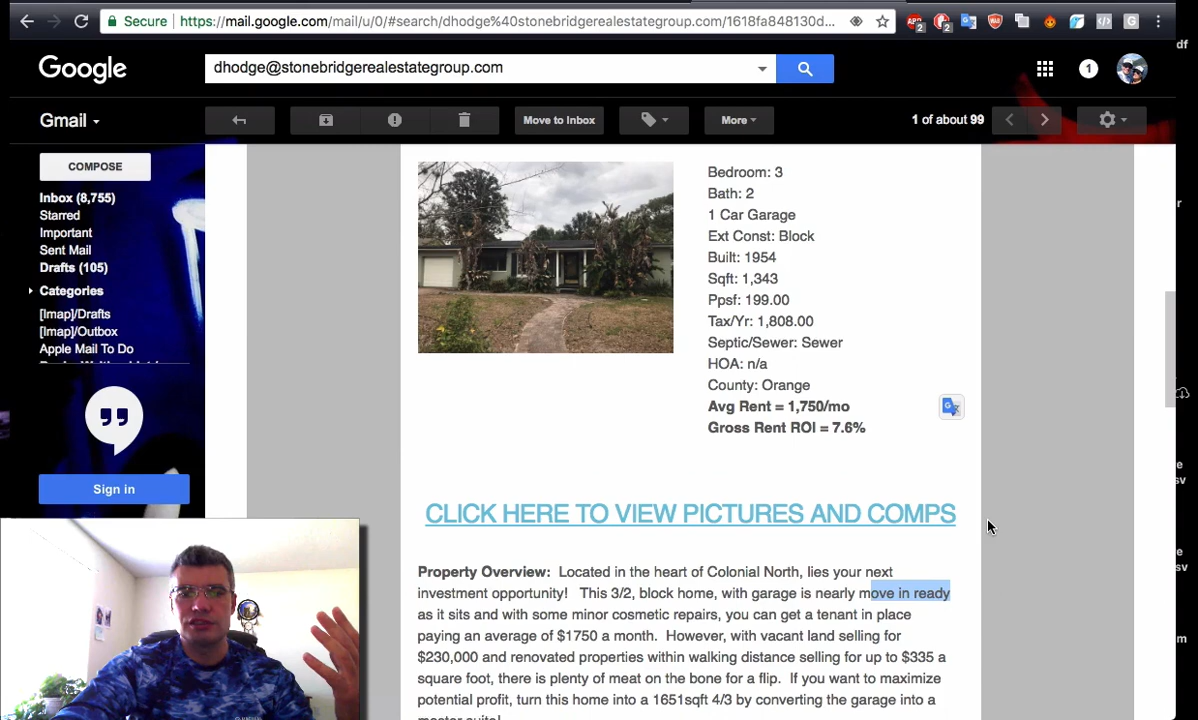 Secure
https://mail.google.com/mail/u/0/#search/dhodge%40stonebridgerealestategroup.com/1618fa848130d...
2
2
G
df
Google
dhodge@stonebridgerealestategroup.com
1
Gmail
Move to Inbox
More
1 of about 99
COMPOSE
Inbox (8,755)
Starred
Important
Sent Mail
Drafts (105)
Categories
[Imap]/Drafts
[Imap]/Outbox
Apple Mail To Do
Sign in
Bedroom: 3
Bath: 2
1 Car Garage
Ext Const: Block
Built: 1954
Sqft: 1,343
Ppsf: 199.00
Tax/Yr: 1,808.00
Septic/Sewer: Sewer
HOA: n/a
County: Orange
Avg Rent = 1,750/mo
Gross Rent ROI = 7.6%
CLICK HERE TO VIEW PICTURES AND COMPS
Property Overview: Located in the heart of Colonial North, lies your next
investment opportunity! This 3/2, block home, with garage is nearly move in ready
as it sits and with some minor cosmetic repairs, you can get a tenant in place
paying an average of $1750 a month. However, with vacant land selling for
$230,000 and renovated properties within walking distance selling for up to $335 a
square foot, there is plenty of meat on the bone for a flip. If you want to maximize
potential profit, turn this home into a 1651sqft 4/3 by converting the garage into a
master suite!